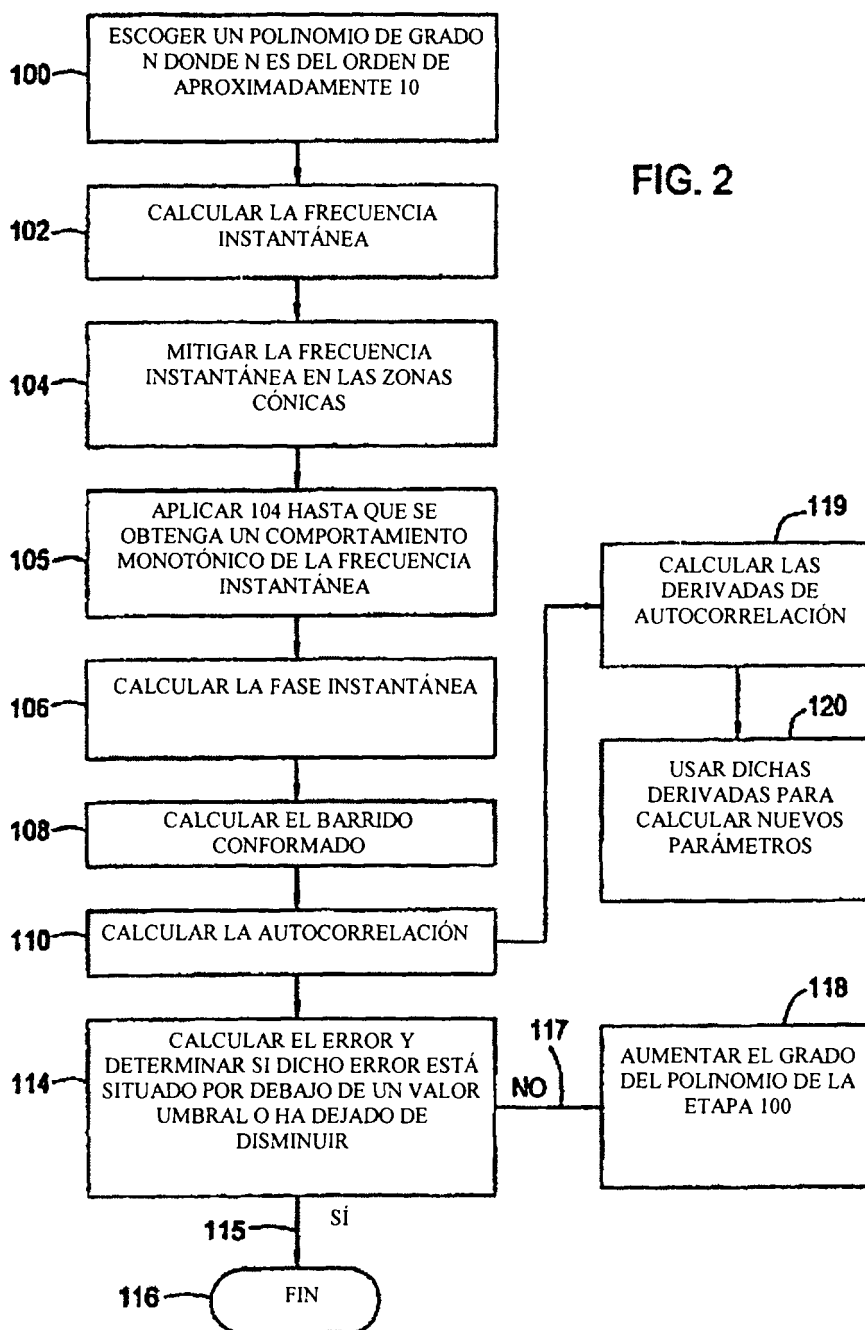 ESCOGER UN POLINOMIO DE GRADO
N DONDE N ES DEL ORDEN DE
APROXIMADAMENTE 10
100
FIG. 2
CALCULAR LA FRECUENCIA
INSTANTÁNEA
102
MITIGAR LA FRECUENCIA
INSTANTÁNEA EN LAS ZONAS
CÓNICAS
104
APLICAR 104 HASTA QUE SE
OBTENGA UN COMPORTAMIENTO
MONOTÓNICO DE LA FRECUENCIA
INSTANTÁNEA
105
119
CALCULAR LAS
DERIVADAS DE
AUTOCORRELACIÓN
CALCULAR LA FASE INSTANTÁNEA
106
120
USAR DICHAS
DERIVADAS PARA
CALCULAR NUEVOS
PARÁMETROS
CALCULAR EL BARRIDO
CONFORMADO
108
CALCULAR LA AUTOCORRELACIÓN
110
CALCULAR EL ERROR Y
DETERMINAR SI DICHO ERROR ESTÁ
SITUADO POR DEBAJO DE UN VALOR
UMBRAL O HA DEJADO DE
DISMINUIR
114
117
NO
118
AUMENTAR EL GRADO
DEL POLINOMIO DE LA
ETAPA 100
115
SÍ
116
FIN